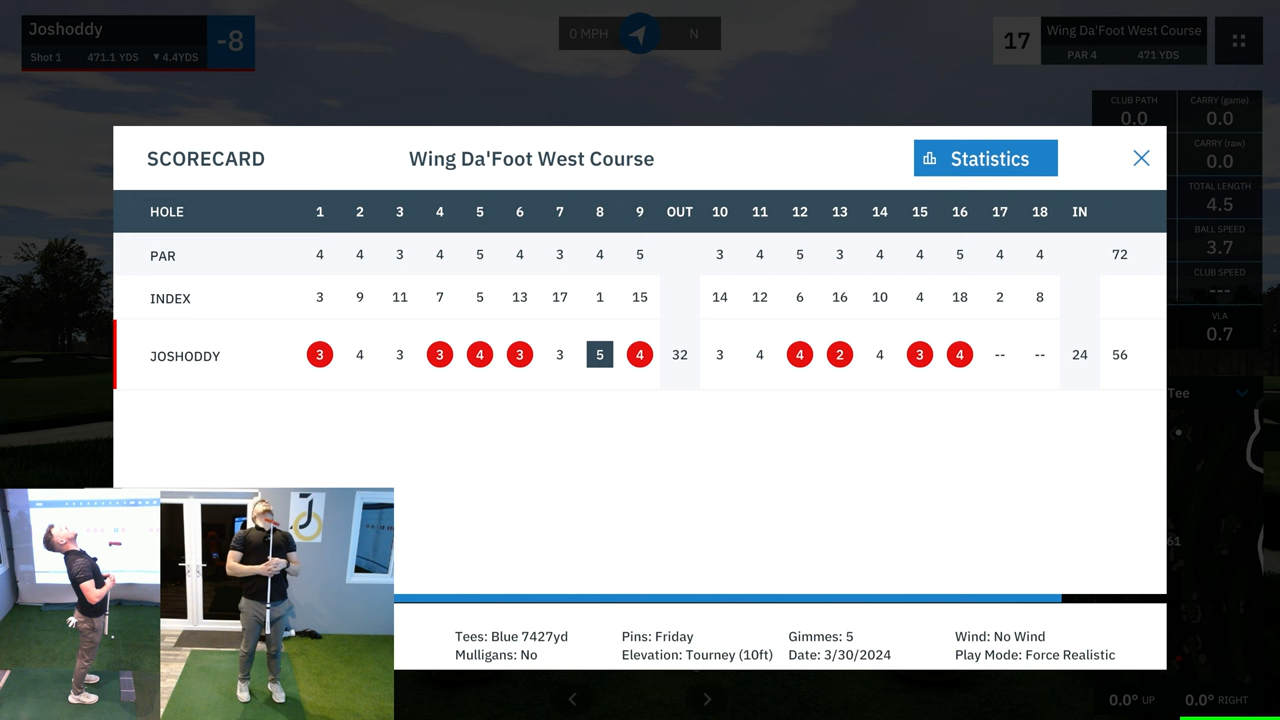 Joshoddy
-8
Shot 1 471.1 YDS ▼4.4YDS
0 MPH N
17 Wing Da'Foot West Course
PAR 4 471 YDS
CLUB PATH CARRY (game)
0.0 0.0
CARRY (raw)
0.0
TOTAL LENGTH
4.5
BALL SPEED
3.7
CLUB SPEED
---
VLA
0.7
SCORECARD Wing Da'Foot West Course Statistics
HOLE 1 2 3 4 5 6 7 8 9 OUT 10 11 12 13 14 15 16 17 18 IN
PAR 4 4 3 4 5 4 3 4 5 3 4 5 3 4 4 5 4 4 72
INDEX 3 9 11 7 5 13 17 1 15 14 12 6 16 10 4 18 2 8
JOSHODDY 3 4 3 3 4 3 3 5 4 32 3 4 4 2 4 3 4 -- -- 24 56
Tee
61
Tees: Blue 7427yd Pins: Friday Gimmes: 5 Wind: No Wind
Mulligans: No Elevation: Tourney (10ft) Date: 3/30/2024 Play Mode: Force Realistic
0.0° UP 0.0° RIGHT